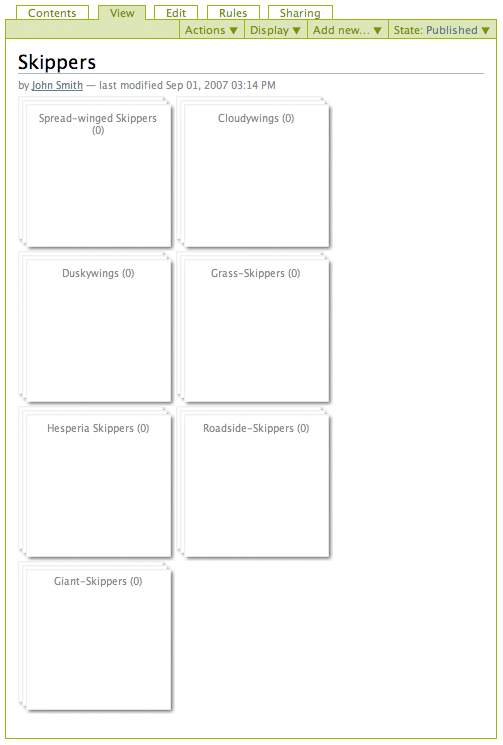 Contents View Edit Rules Sharing
Actions ▼ Display ▼ Add new... ▼ State: Published ▼
Skippers
by John Smith — last modified Sep 01, 2007 03:14 PM
Spread-winged Skippers
(0)
Cloudywings (0)
Duskywings (0)
Grass-Skippers (0)
Hesperia Skippers (0)
Roadside-Skippers (0)
Giant-Skippers (0)